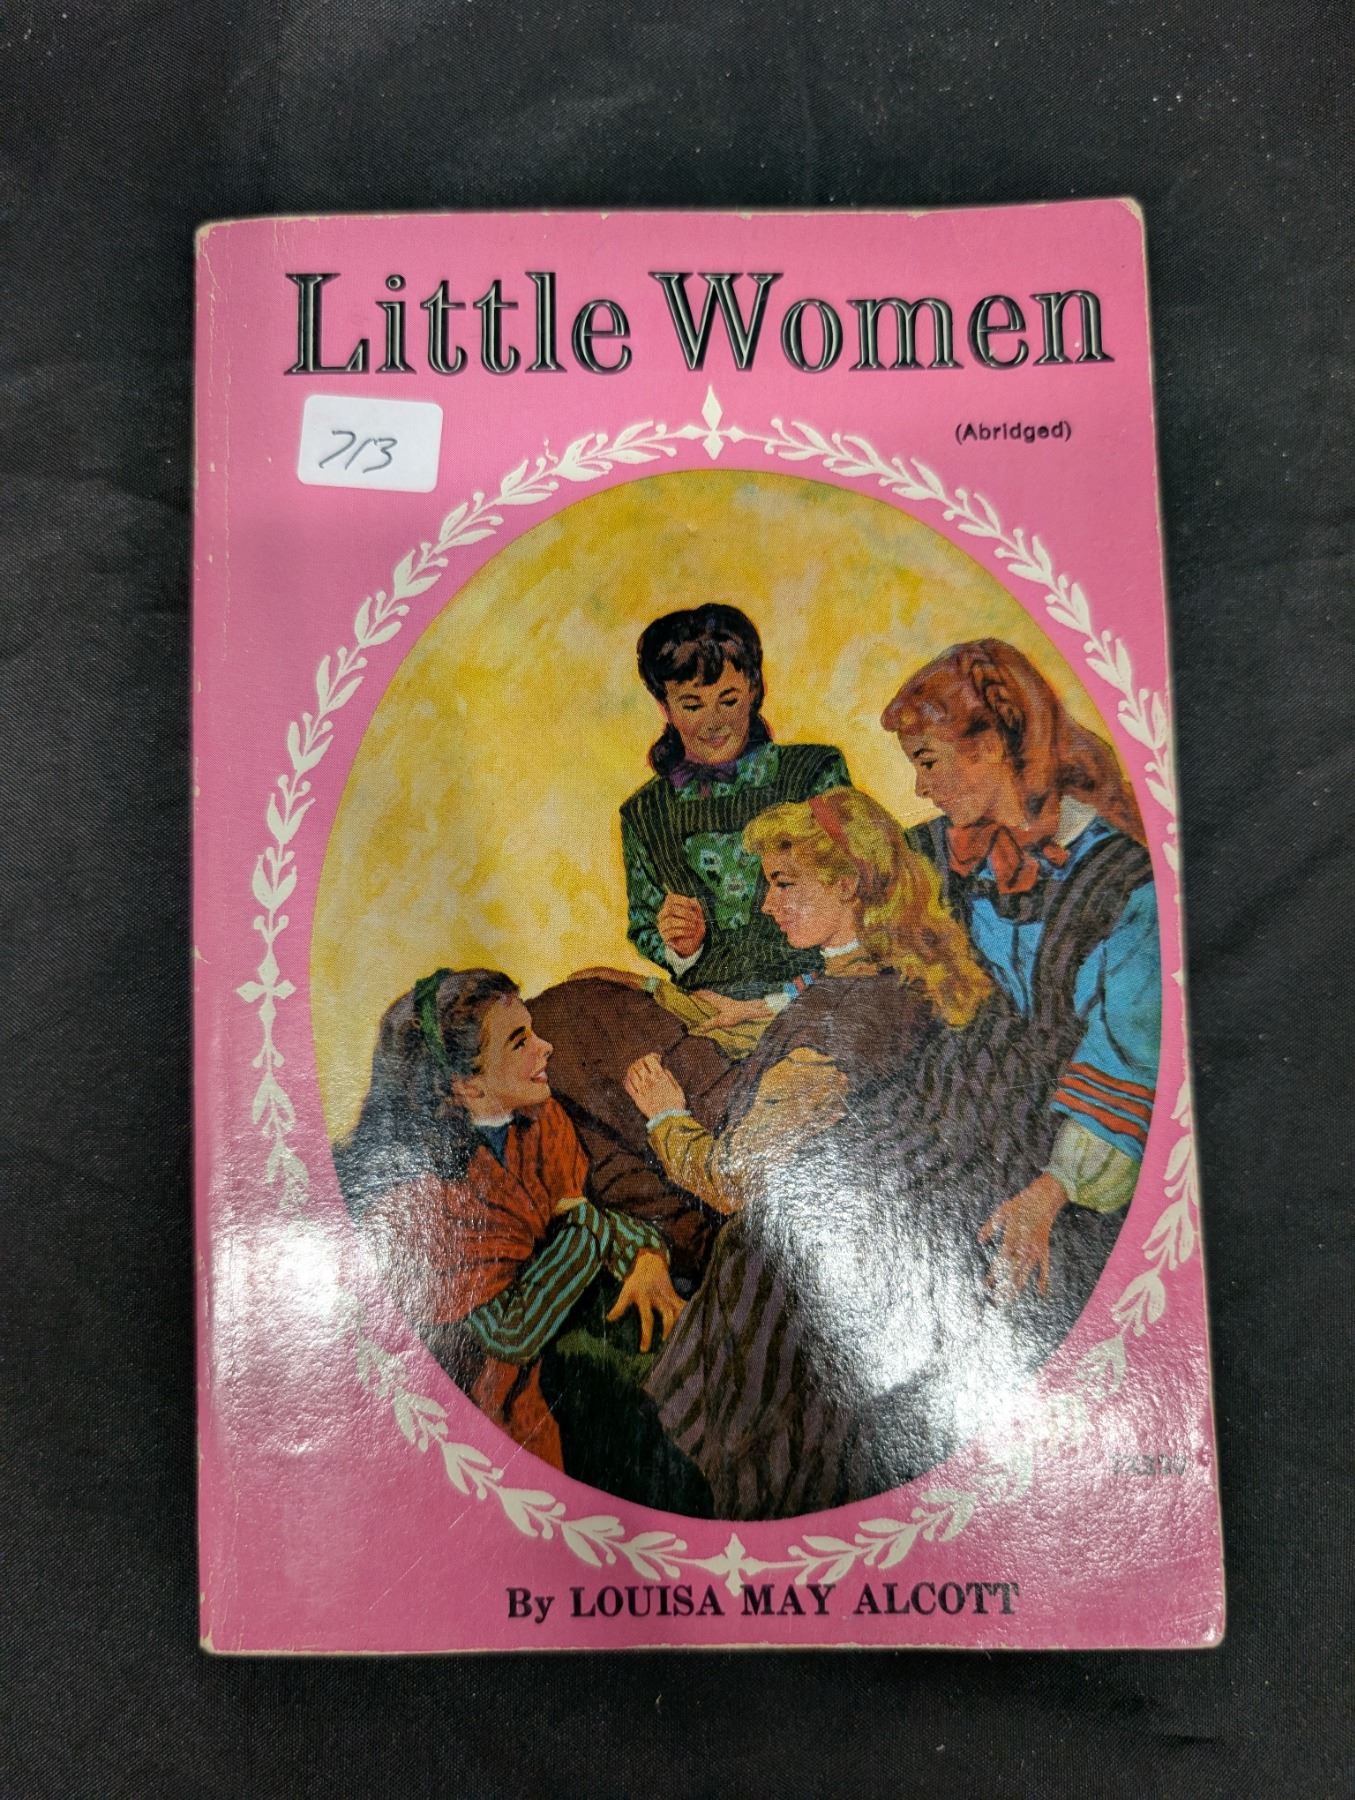 Little Women
(Abridged)
713
By LOUISA MAY ALCOTT